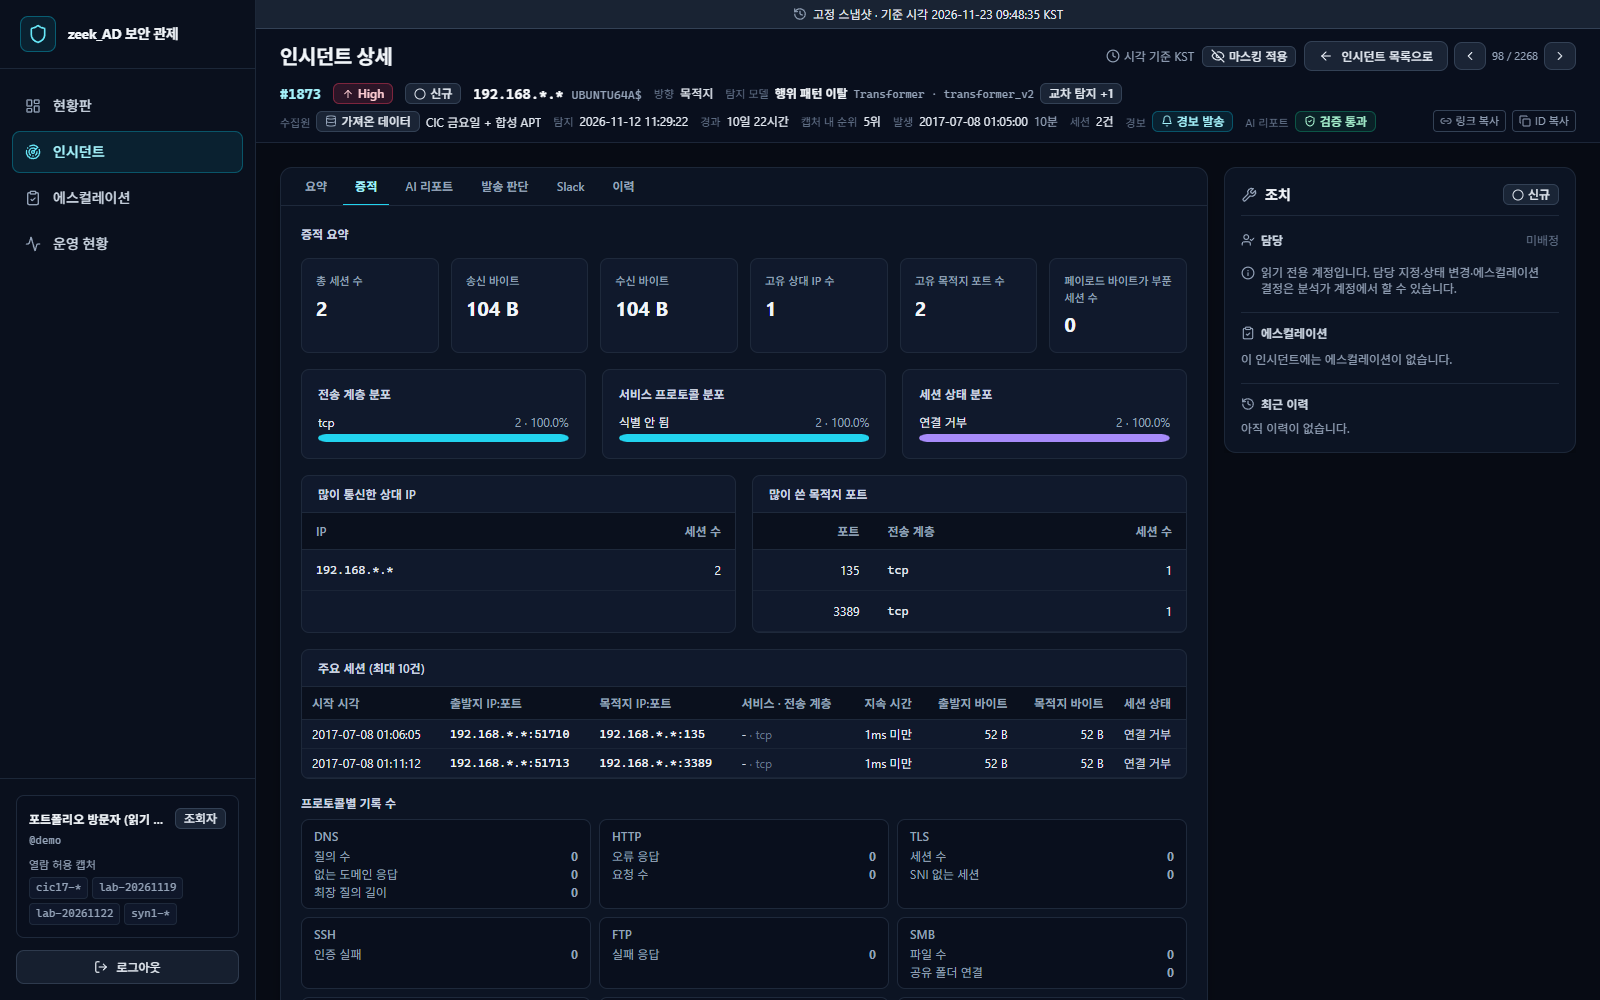 zeek_AD 보안 관제
현황판
인시던트
에스컬레이션
운영 현황
포트폴리오 방문자 (읽기 ... 조회자
@demo
열람 허용 캡처
cic17-* lab-20261119
lab-20261122 syn1-*
로그아웃
고정 스냅샷 · 기준 시각 2026-11-23 09:48:35 KST
인시던트 상세
시각 기준 KST 마스킹 적용 인시던트 목록으로 98 / 2268
#1873 High 신규 192.168.*.* UBUNTU64A$ 방향 목적지 탐지 모델 행위 패턴 이탈 Transformer · transformer_v2 교차 탐지 +1
수집원 가져온 데이터 CIC 금요일 + 합성 APT 탐지 2026-11-12 11:29:22 경과 10일 22시간 캡처 내 순위 5위 발생 2017-07-08 01:05:00 10분 세션 2건 경보 경보 발송 AI 리포트 검증 통과 링크 복사 ID 복사
요약 증적 AI 리포트 발송 판단 Slack 이력
증적 요약
총 세션 수
2
송신 바이트
104 B
수신 바이트
104 B
고유 상대 IP 수
1
고유 목적지 포트 수
2
페이로드 바이트가 부푼
세션 수
0
전송 계층 분포
tcp 2 · 100.0%
서비스 프로토콜 분포
식별 안 됨 2 · 100.0%
세션 상태 분포
연결 거부 2 · 100.0%
많이 통신한 상대 IP
IP 세션 수
192.168.*.* 2
많이 쓴 목적지 포트
포트 전송 계층 세션 수
135 tcp 1
3389 tcp 1
주요 세션 (최대 10건)
시작 시각 출발지 IP:포트 목적지 IP:포트 서비스 · 전송 계층 지속 시간 출발지 바이트 목적지 바이트 세션 상태
2017-07-08 01:06:05 192.168.*.*:51710 192.168.*.*:135 - · tcp 1ms 미만 52 B 52 B 연결 거부
2017-07-08 01:11:12 192.168.*.*:51713 192.168.*.*:3389 - · tcp 1ms 미만 52 B 52 B 연결 거부
프로토콜별 기록 수
DNS
질의 수 0
없는 도메인 응답 0
최장 질의 길이 0
HTTP
오류 응답 0
요청 수 0
TLS
세션 수 0
SNI 없는 세션 0
SSH
인증 실패 0
FTP
실패 응답 0
SMB
파일 수 0
공유 폴더 연결 0
조치 신규
담당 미배정
읽기 전용 계정입니다. 담당 지정·상태 변경·에스컬레이션
결정은 분석가 계정에서 할 수 있습니다.
에스컬레이션
이 인시던트에는 에스컬레이션이 없습니다.
최근 이력
아직 이력이 없습니다.